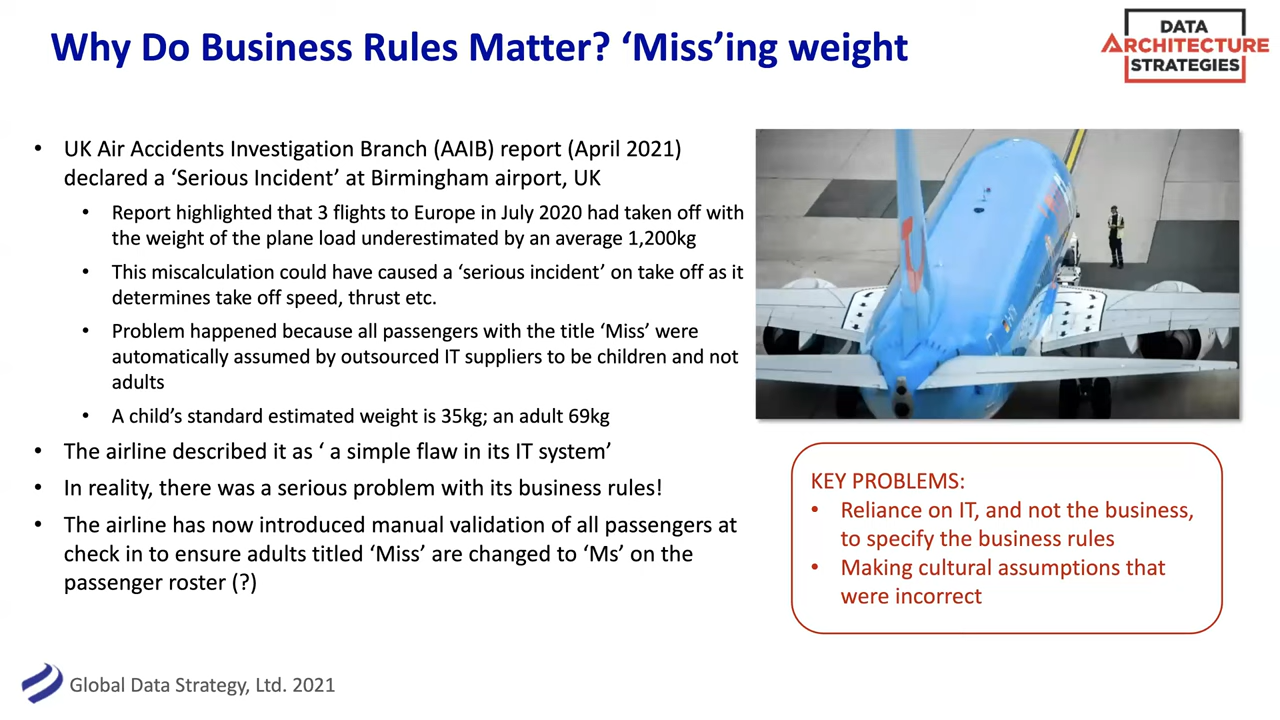 Why Do Business Rules Matter? ‘Miss’ing weight
DATA
ARCHITECTURE
STRATEGIES
• UK Air Accidents Investigation Branch (AAIB) report (April 2021)
declared a ‘Serious Incident’ at Birmingham airport, UK
• Report highlighted that 3 flights to Europe in July 2020 had taken off with
the weight of the plane load underestimated by an average 1,200kg
• This miscalculation could have caused a ‘serious incident’ on take off as it
determines take off speed, thrust etc.
• Problem happened because all passengers with the title ‘Miss’ were
automatically assumed by outsourced IT suppliers to be children and not
adults
• A child’s standard estimated weight is 35kg; an adult 69kg
• The airline described it as ‘ a simple flaw in its IT system’
• In reality, there was a serious problem with its business rules!
• The airline has now introduced manual validation of all passengers at
check in to ensure adults titled ‘Miss’ are changed to ‘Ms’ on the
passenger roster (?)
KEY PROBLEMS:
• Reliance on IT, and not the business,
to specify the business rules
• Making cultural assumptions that
were incorrect
Global Data Strategy, Ltd. 2021